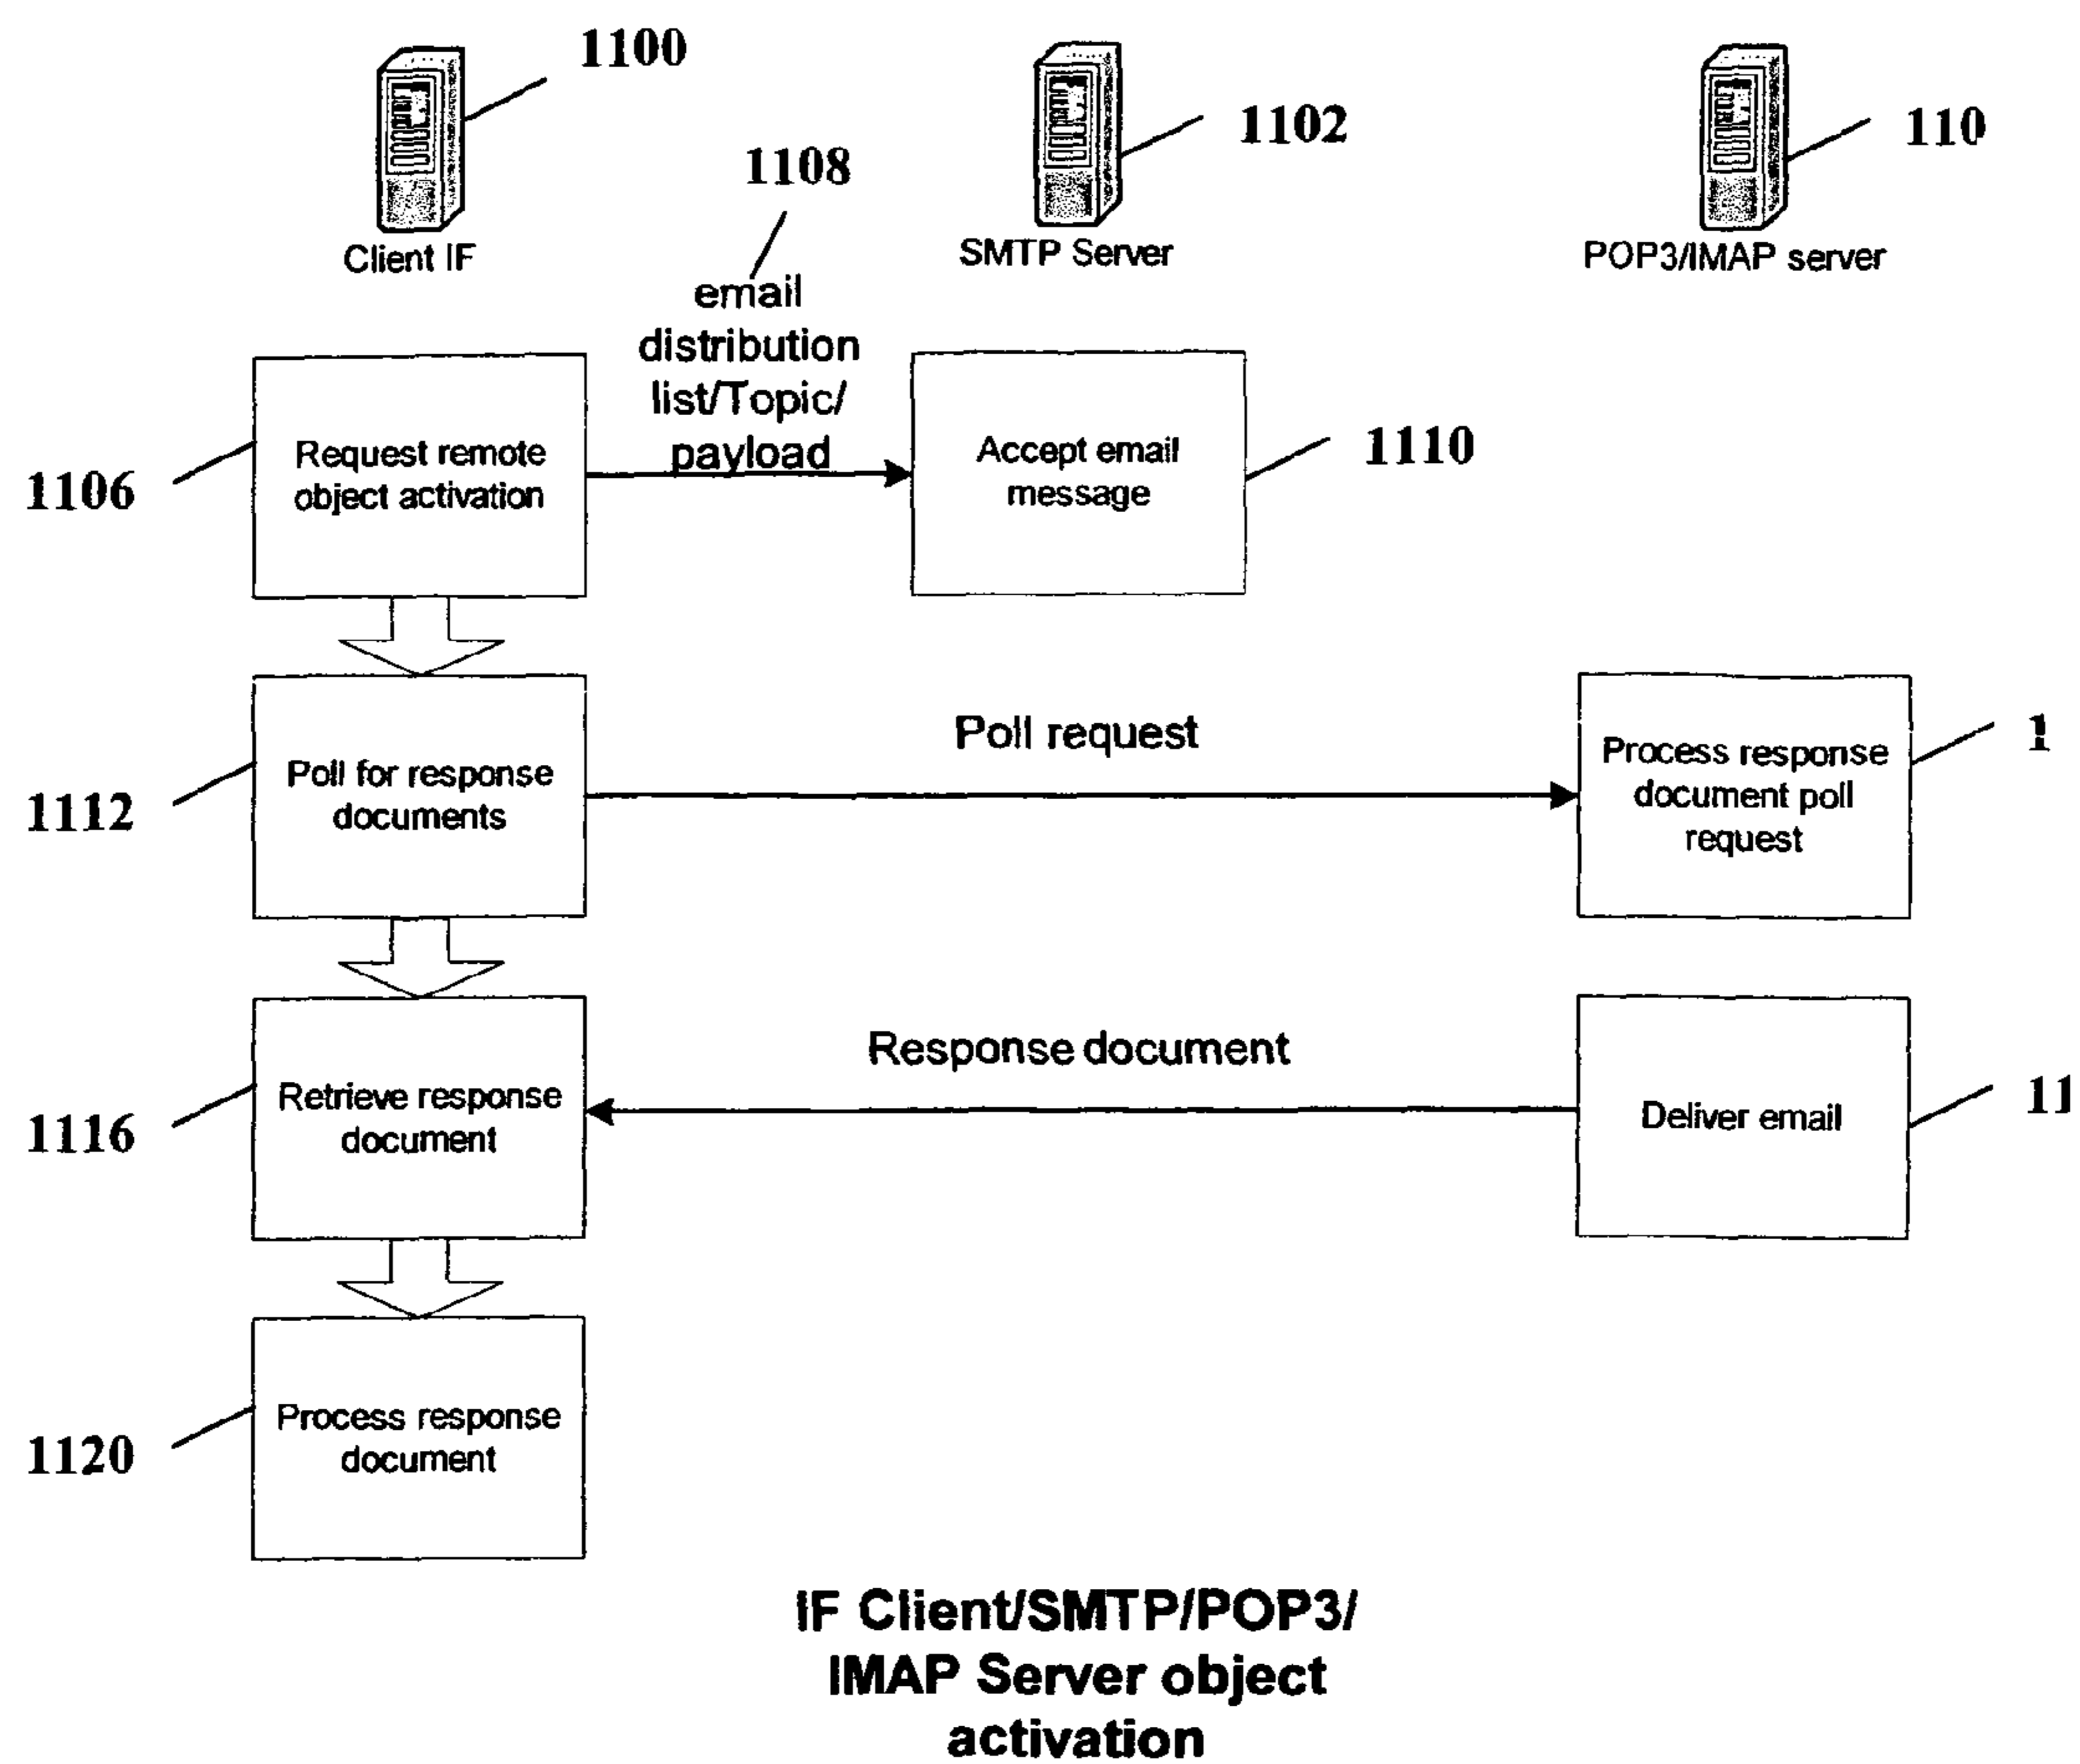 1100
1102
110
1108
Client IF
SMTP Server
POP3/IMAP server
email
distribution
list/Topic/
payload
1106
Request remote
object activation
Accept email
message
1110
1112
Poll for response
documents
Poll request
Process response
document poll
request
1
1116
Retrieve response
document
Response document
Deliver email
11
1120
Process response
document
IF Client/SMTP/POP3/
IMAP Server object
activation